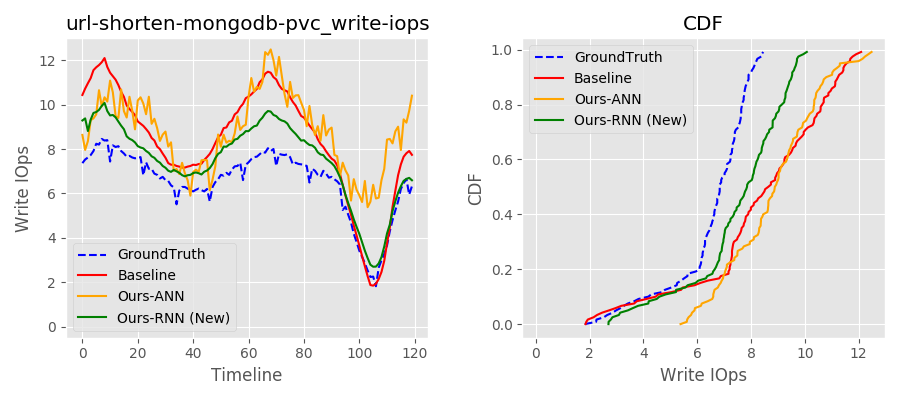 url-shorten-mongodb-pvc_write-iops
Write IOps
12
10
8
6
4
2
0
GroundTruth
Baseline
Ours-ANN
Ours-RNN (New)
0 20 40 60 80 100 120
Timeline
CDF
CDF
1.0
0.8
0.6
0.4
0.2
0.0
GroundTruth
Baseline
Ours-ANN
Ours-RNN (New)
0 2 4 6 8 10 12
Write IOps